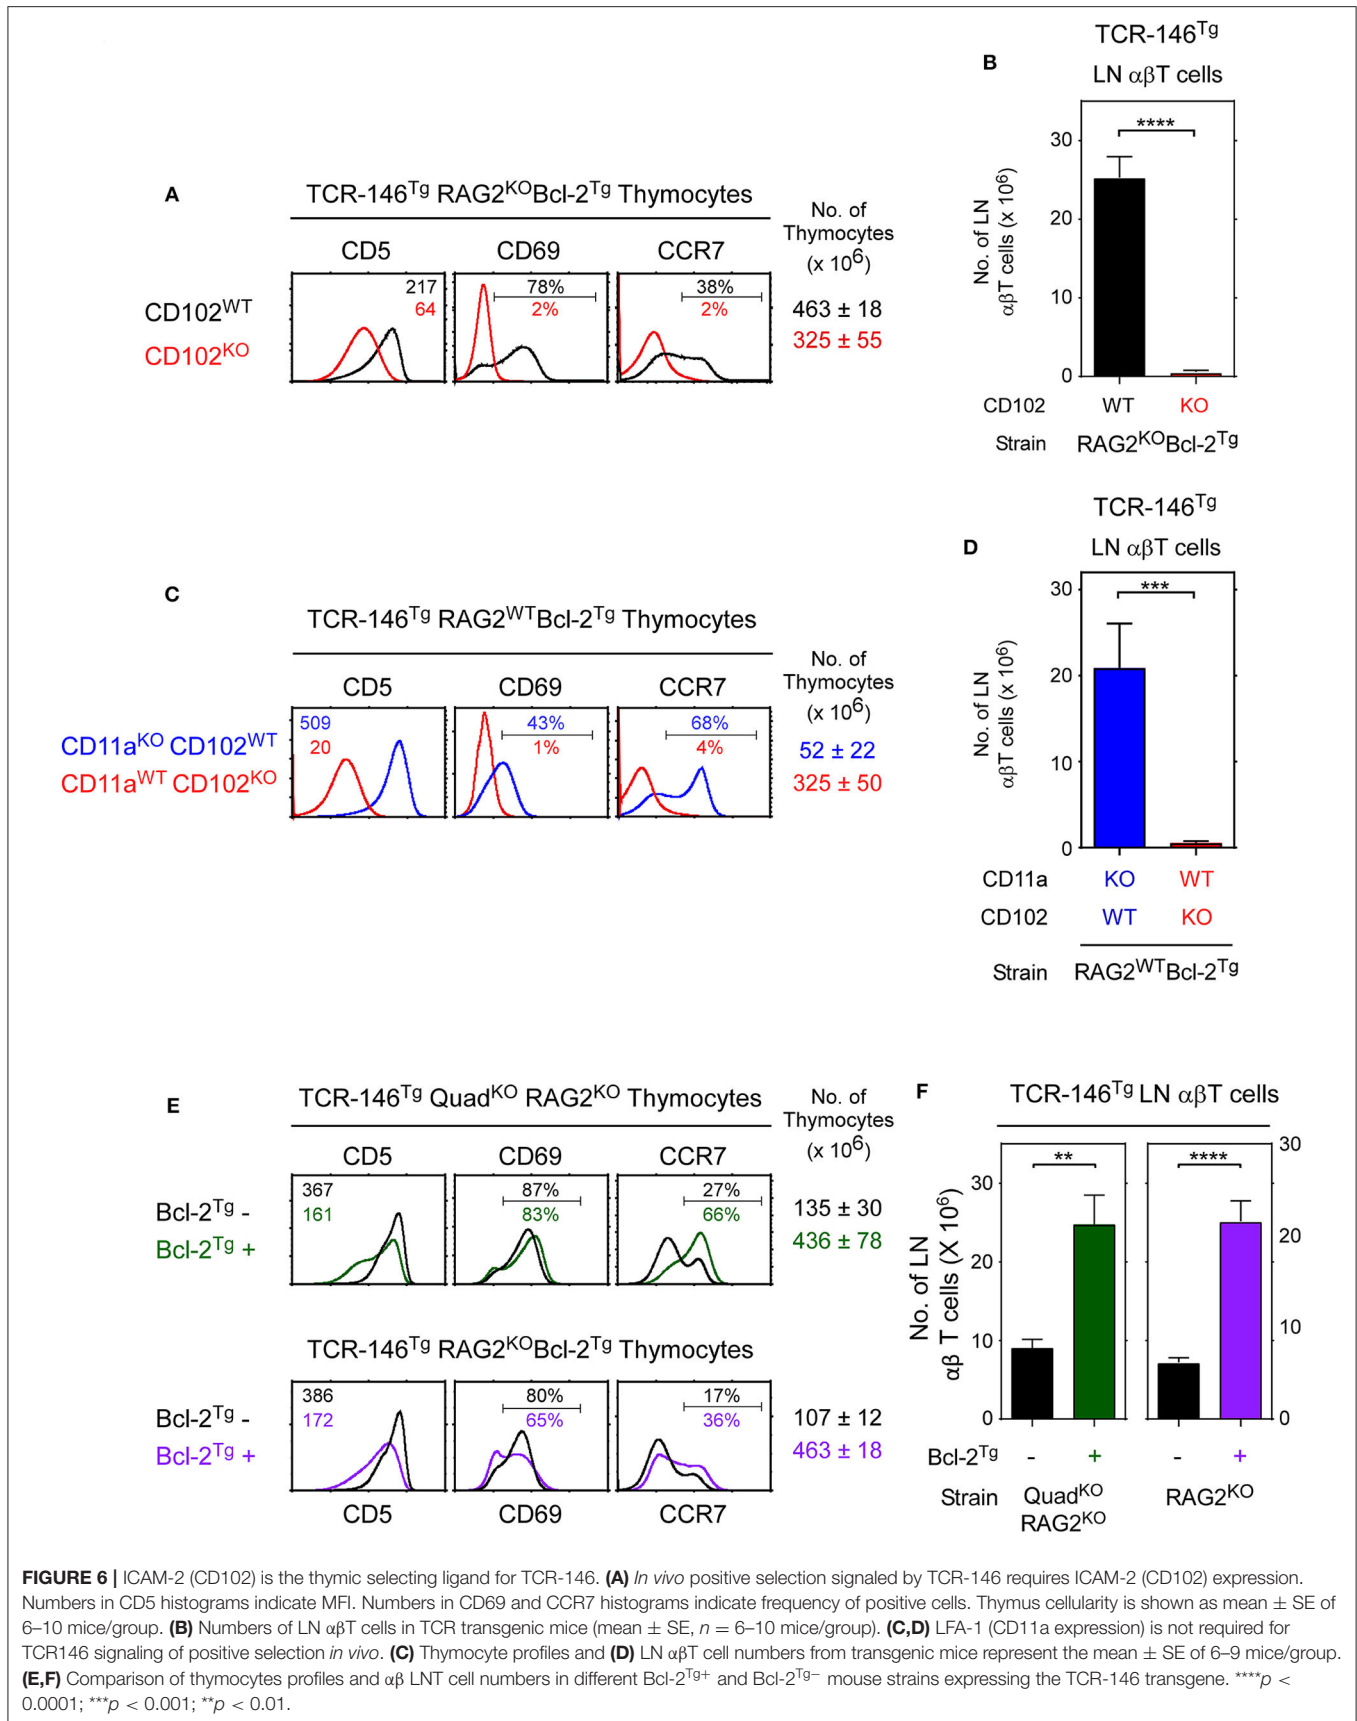 A
TCR-146Tg RAG2KOBcl-2Tg Thymocytes
No. of
Thymocytes
(x 10^6)
CD5
CD69
CCR7
CD102WT
CD102KO
217
64
78%
2%
38%
2%
463 ± 18
325 ± 55
B
TCR-146Tg
LN αβT cells
No. of LN
αβT cells (x 10^6)
30
20
10
0
****
CD102
WT
KO
Strain
RAG2KOBcl-2Tg
C
TCR-146Tg RAG2WTBcl-2Tg Thymocytes
No. of
Thymocytes
(x 10^6)
CD5
CD69
CCR7
CD11aKO CD102WT
CD11aWT CD102KO
509
20
43%
1%
68%
4%
52 ± 22
325 ± 50
D
TCR-146Tg
LN αβT cells
No. of LN
αβT cells (x 10^6)
30
20
10
0
***
CD11a
KO
WT
CD102
WT
KO
Strain
RAG2WTBcl-2Tg
E
TCR-146Tg QuadKO RAG2KO Thymocytes
No. of
Thymocytes
(x 10^6)
CD5
CD69
CCR7
Bcl-2Tg -
Bcl-2Tg +
367
161
87%
83%
27%
66%
135 ± 30
436 ± 78
TCR-146Tg RAG2KOBcl-2Tg Thymocytes
Bcl-2Tg -
Bcl-2Tg +
386
172
80%
65%
17%
36%
107 ± 12
463 ± 18
CD5
CD69
CCR7
F
TCR-146Tg LN αβT cells
No. of LN
αβ T cells (X 10^6)
30
20
10
0
**
****
30
20
10
0
Bcl-2Tg
-
+
-
+
Strain
QuadKO
RAG2KO
RAG2KO
FIGURE 6 | ICAM-2 (CD102) is the thymic selecting ligand for TCR-146. (A) In vivo positive selection signaled by TCR-146 requires ICAM-2 (CD102) expression.
Numbers in CD5 histograms indicate MFI. Numbers in CD69 and CCR7 histograms indicate frequency of positive cells. Thymus cellularity is shown as mean ± SE of
6–10 mice/group. (B) Numbers of LN αβT cells in TCR transgenic mice (mean ± SE, n = 6–10 mice/group). (C,D) LFA-1 (CD11a expression) is not required for
TCR146 signaling of positive selection in vivo. (C) Thymocyte profiles and (D) LN αβT cell numbers from transgenic mice represent the mean ± SE of 6–9 mice/group.
(E,F) Comparison of thymocytes profiles and αβ LNT cell numbers in different Bcl-2Tg+ and Bcl-2Tg− mouse strains expressing the TCR-146 transgene. ****p <
0.0001; ***p < 0.001; **p < 0.01.